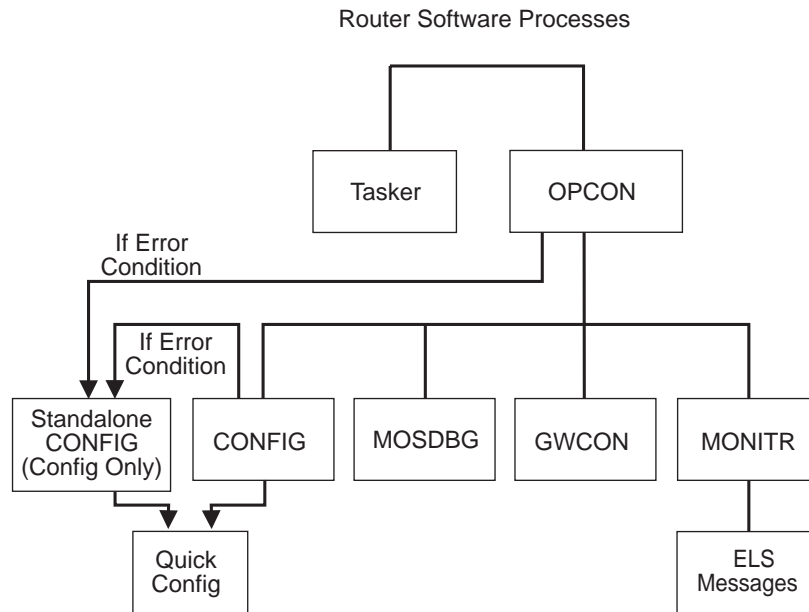 Router Software Processes
Tasker
OPCON
If Error
Condition
If Error
Condition
Standalone
CONFIG
(Config Only)
CONFIG
MOSDBG
GWCON
MONITR
Quick
Config
ELS
Messages